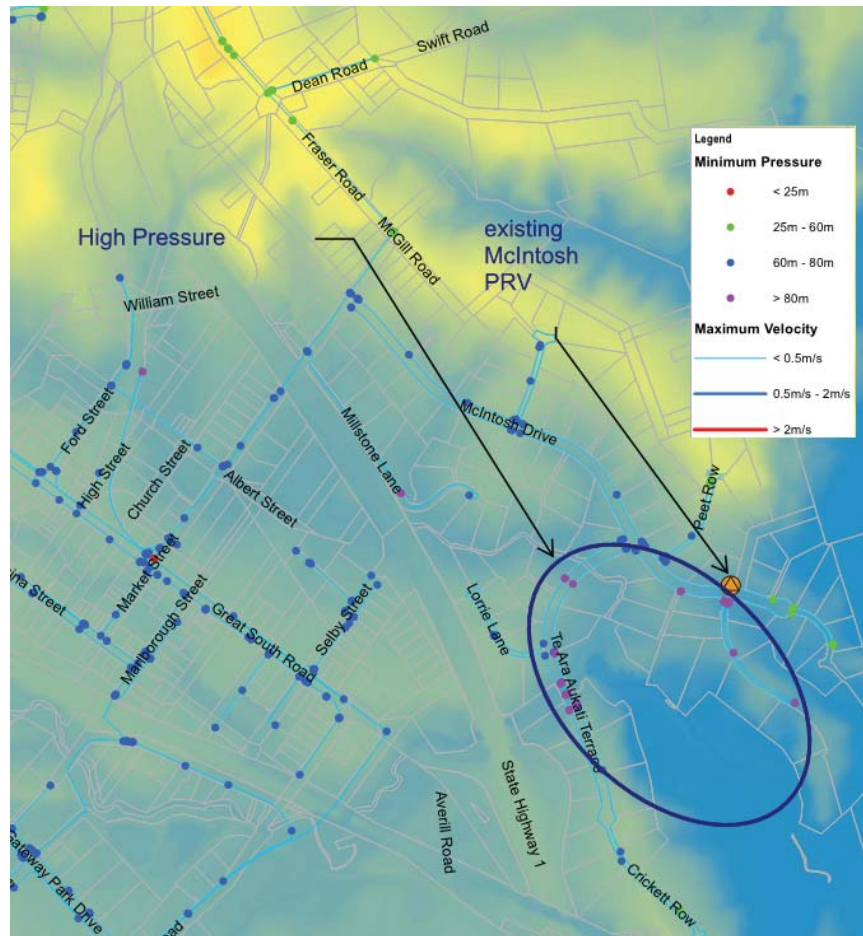 Swift Road
Dean Road
Fraser Road
McGill Road
Legend
Minimum Pressure
< 25m
25m - 60m
60m - 80m
> 80m
Maximum Velocity
< 0.5m/s
0.5m/s - 2m/s
> 2m/s
High Pressure
existing
McIntosh
PRV
William Street
Ford Street
High Street
Church Street
Albert Street
Millstone Lane
McIntosh Drive
Peet Row
Market Street
Marlborough Street
Great South Road
Selby Street
Lorrie Lane
Te Ara Aukati Terrace
ina Street
State Highway 1
Averill Road
Crickett Row
Gateway Park Drive
oad